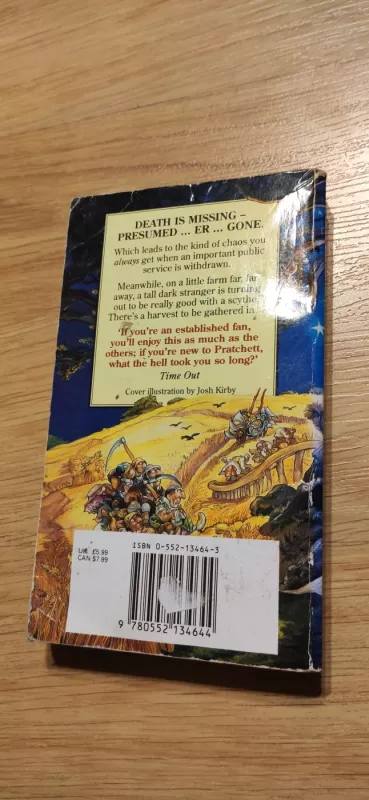 DEATH IS MISSING –
PRESUMED ... ER ... GONE.
Which leads to the kind of chaos you
always get when an important public
service is withdrawn.
Meanwhile, on a little farm far, far
away, a tall dark stranger is turning
out to be really good with a scythe.
There's a harvest to be gathered in
'If you're an established fan,
you'll enjoy this as much as the
others; if you're new to Pratchett,
what the hell took you so long?'
Time Out
Cover illustration by Josh Kirby
ISBN 0-552-13464-3
£5.99
CAN $7.99
9 780552 134644